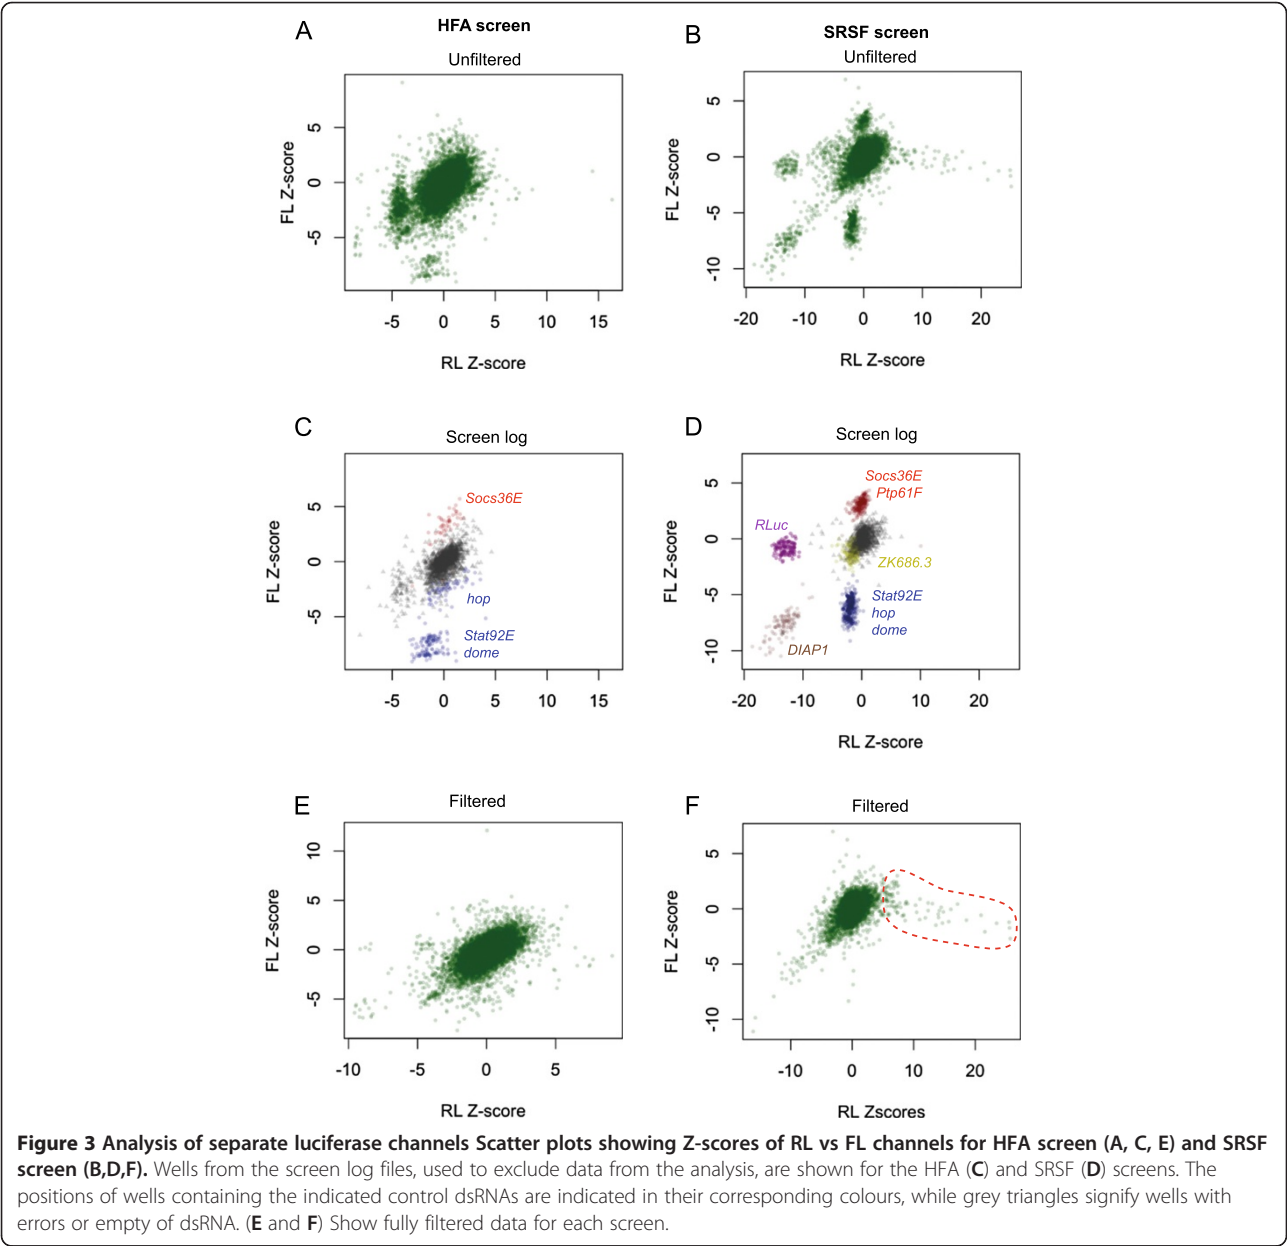 A
HFA screen
Unfiltered
FL Z-score
5
0
-5
-5
0
5
10
15
RL Z-score
B
SRSF screen
Unfiltered
FL Z-score
5
0
-5
-10
-20
-10
0
10
20
RL Z-score
C
Screen log
FL Z-score
5
0
-5
Socs36E
hop
Stat92E
dome
-5
0
5
10
15
RL Z-score
D
Screen log
FL Z-score
5
0
-5
-10
Socs36E
Ptp61F
RLuc
ZK686.3
Stat92E
hop
dome
DIAP1
-20
-10
0
10
20
RL Z-score
E
Filtered
FL Z-score
10
5
0
-5
-10
-5
0
5
RL Z-score
F
Filtered
FL Z-score
5
0
-5
-10
-10
0
10
20
RL Zscores
Figure 3 Analysis of separate luciferase channels Scatter plots showing Z-scores of RL vs FL channels for HFA screen (A, C, E) and SRSF
screen (B,D,F). Wells from the screen log files, used to exclude data from the analysis, are shown for the HFA (C) and SRSF (D) screens. The
positions of wells containing the indicated control dsRNAs are indicated in their corresponding colours, while grey triangles signify wells with
errors or empty of dsRNA. (E and F) Show fully filtered data for each screen.